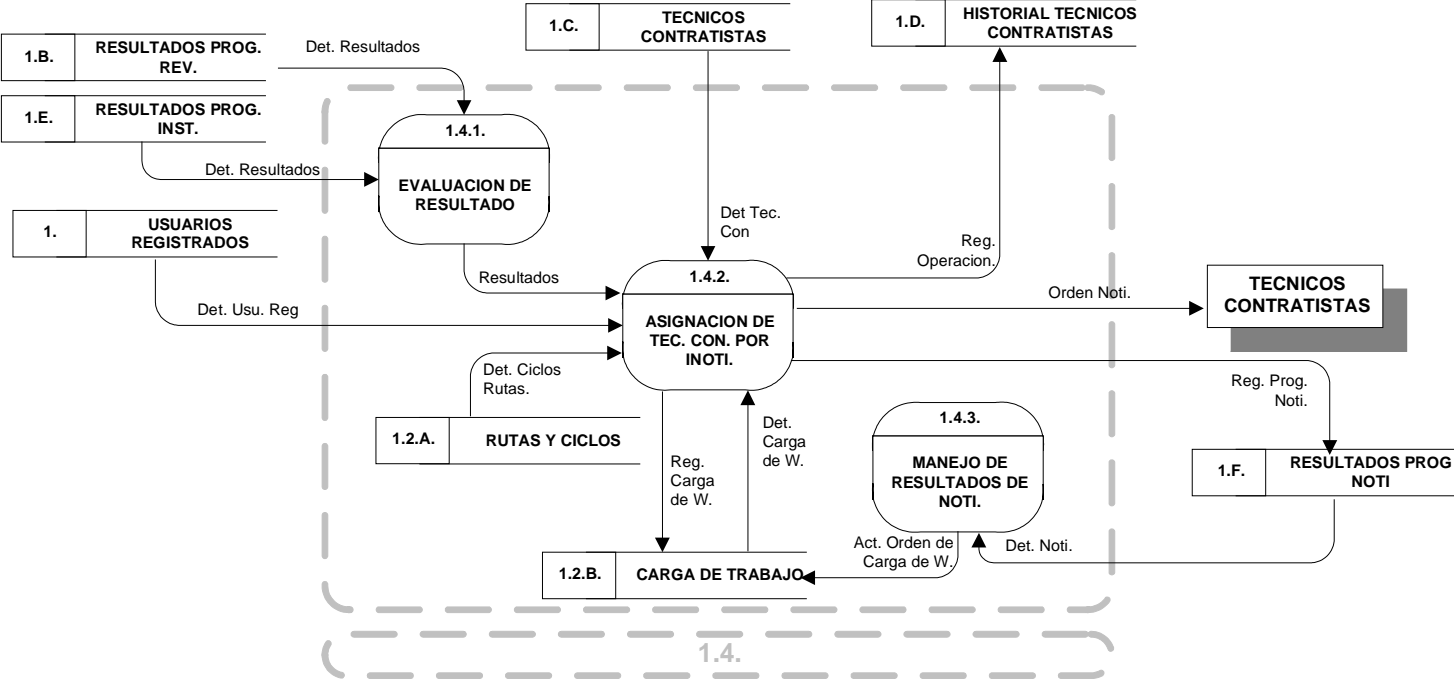 1.C.
TECNICOS
CONTRATISTAS
1.D.
HISTORIAL TECNICOS
CONTRATISTAS
1.B.
RESULTADOS PROG.
REV.
Det. Resultados
1.E.
RESULTADOS PROG.
INST.
Det. Resultados
1.4.1.
EVALUACION DE
RESULTADO
1.
USUARIOS
REGISTRADOS
Det. Usu. Reg
Resultados
Det Tec.
Con
Reg.
Operacion.
1.4.2.
ASIGNACION DE
TEC. CON. POR
INOTI.
Orden Noti.
TECNICOS
CONTRATISTAS
Det. Ciclos
Rutas.
1.2.A.
RUTAS Y CICLOS
Reg.
Carga
de W.
Det.
Carga
de W.
1.4.3.
MANEJO DE
RESULTADOS DE
NOTI.
Reg. Prog.
Noti.
1.F.
RESULTADOS PROG
NOTI
Act. Orden de
Carga de W.
Det. Noti.
1.2.B.
CARGA DE TRABAJO
1.4.